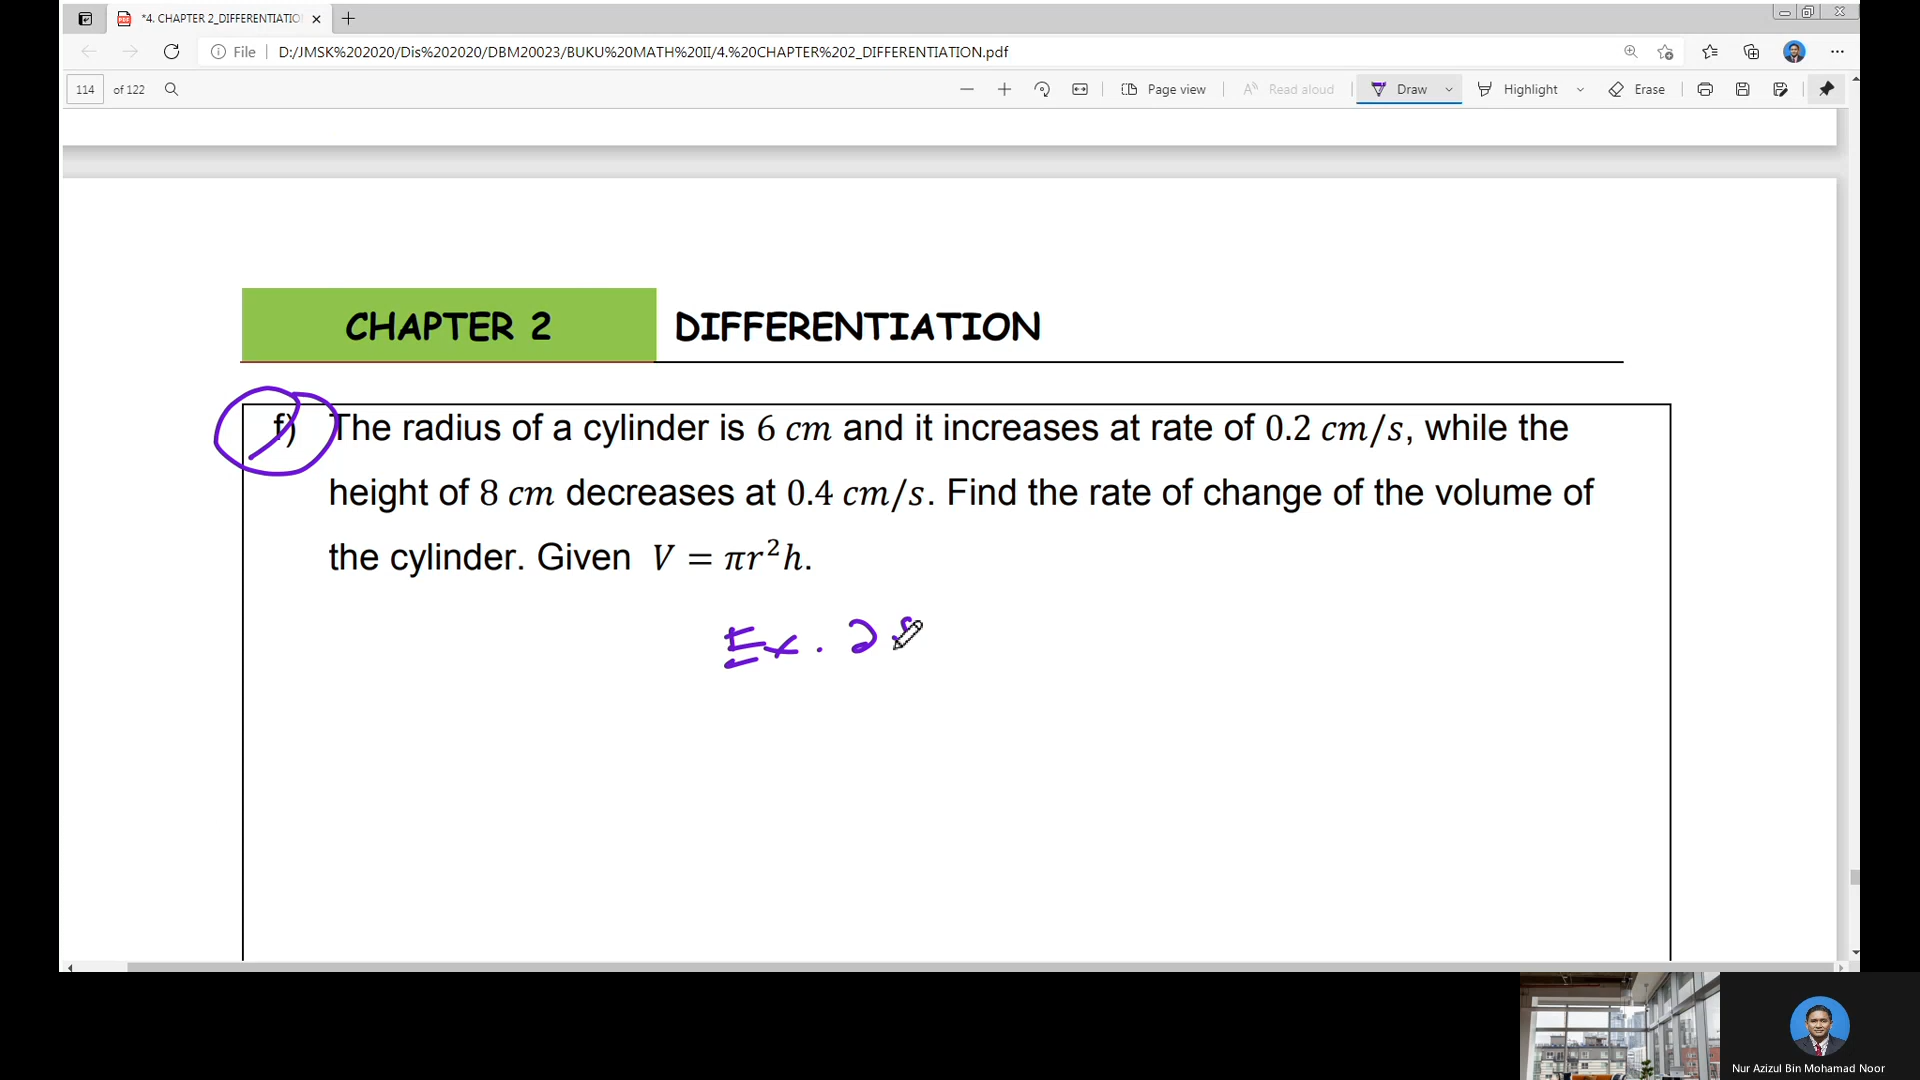 *4. CHAPTER 2_DIFFERENTIATIO
File D:/JMSK%202020/Dis%202020/DBM20023/BUKU%20MATH%20II/4.%20CHAPTER%202_DIFFERENTIATION.pdf
114 of 122 Page view Read aloud Draw Highlight Erase
CHAPTER 2 DIFFERENTIATION
f) The radius of a cylinder is 6 cm and it increases at rate of 0.2 cm/s, while the
height of 8 cm decreases at 0.4 cm/s. Find the rate of change of the volume of
the cylinder. Given V = πr²h.
Ex. 2
Nur Azizul Bin Mohamad Noor